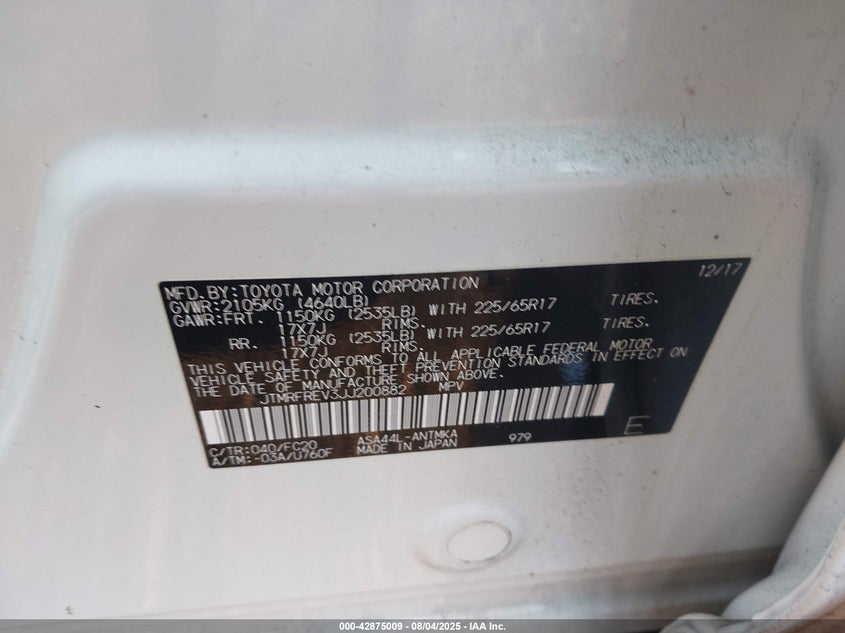 MFD.BY:TOYOTA MOTOR CORPORATION 12/17
GVWR:2105KG (4640LB)
GAWR:FRT. 1150KG (2535LB) WITH 225/65R17 TIRES.
17X7J RIMS.
RR. 1150KG (2535LB) WITH 225/65R17 TIRES.
17X7J RIMS.
THIS VEHICLE CONFORMS TO ALL APPLICABLE FEDERAL MOTOR
VEHICLE SAFETY AND THEFT PREVENTION STANDARDS IN EFFECT ON
THE DATE OF MANUFACTURE SHOWN ABOVE.
JTMRFREV3JJ200882 MPV
C/TR:040/FC20 ASA44L-ANTMKA 979 E
A/TM:-03A/U760F MADE IN JAPAN
000-42875009 - 08/04/2025 - IAA Inc.